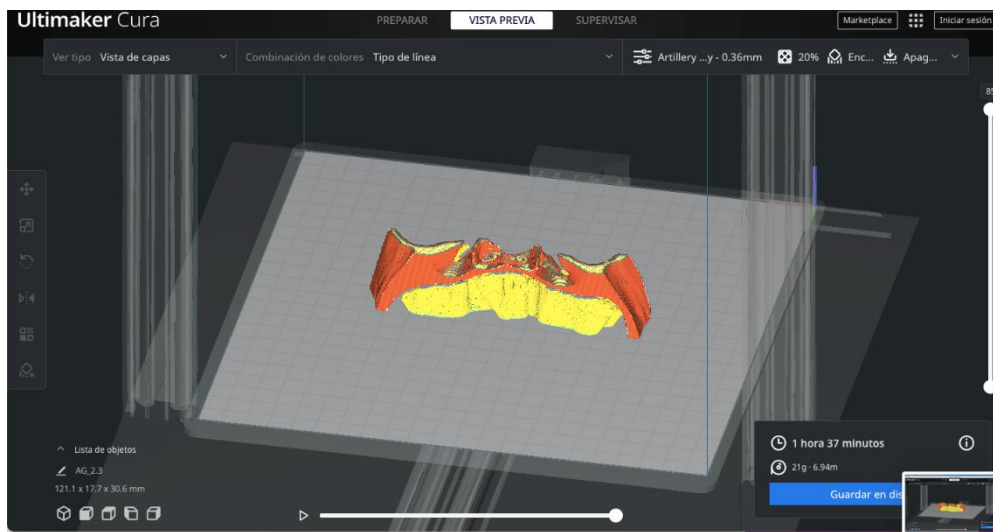 Ultimaker Cura
PREPARAR VISTA PREVIA SUPERVISAR
Marketplace Iniciar sesión
Ver tipo Vista de capas
Combinación de colores Tipo de línea
Artillery ...y - 0.36mm 20% Enc... Apag...
Lista de objetos
AG_2.3
121.1 x 17.7 x 30.6 mm
1 hora 37 minutos
21g · 6.94m
Guardar en dis